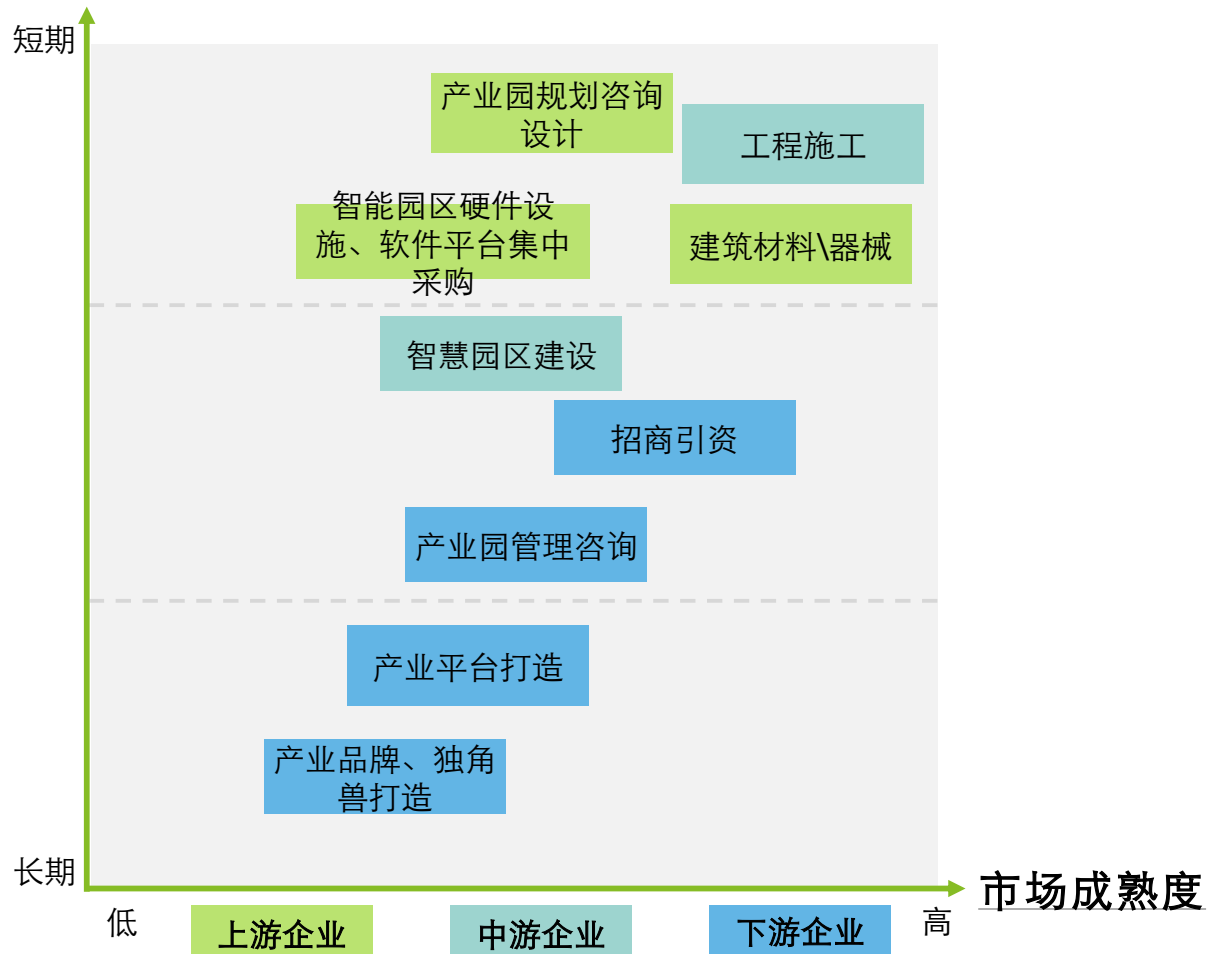 短期
产业园规划咨询
设计
工程施工
智能园区硬件设
施、软件平台集中
采购
建筑材料\器械
智慧园区建设
招商引资
产业园管理咨询
产业平台打造
产业品牌、独角
兽打造
长期
市场成熟度
低
上游企业
中游企业
下游企业
高